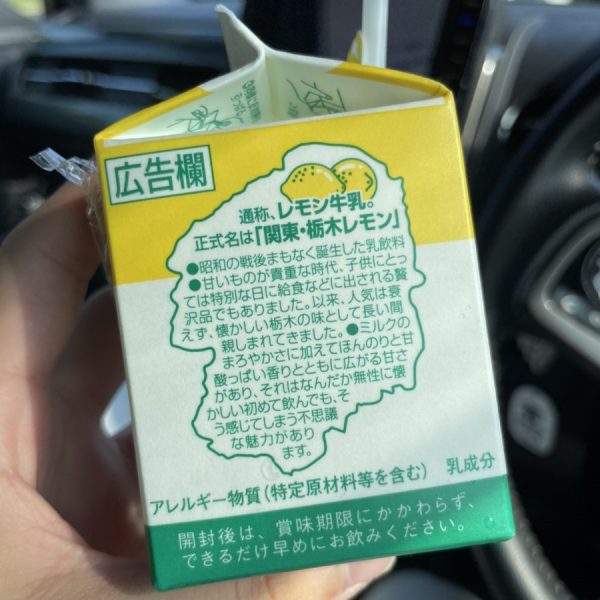 広告欄
通称、レモン牛乳。
正式名は「関東・栃木レモン」
●昭和の戦後まもなく誕生した乳飲料
●甘いものが貴重な時代、子供にとっ
ては特別な日に給食などに出される贅
沢品でもありました。以来、人気は衰
えず、懐かしい栃木の味として長い間
親しまれてきました。●ミルクの
まろやかさに加えてほんのりと甘
酸っぱい香りとともに広がる甘さ
があり、それはなんだか無性に懐
かしい初めて飲んでも、そ
う感じてしまう不思議
な魅力があり
ます。
アレルギー物質(特定原材料等を含む) 乳成分
開封後は、賞味期限にかかわらず、
できるだけ早めにお飲みください。